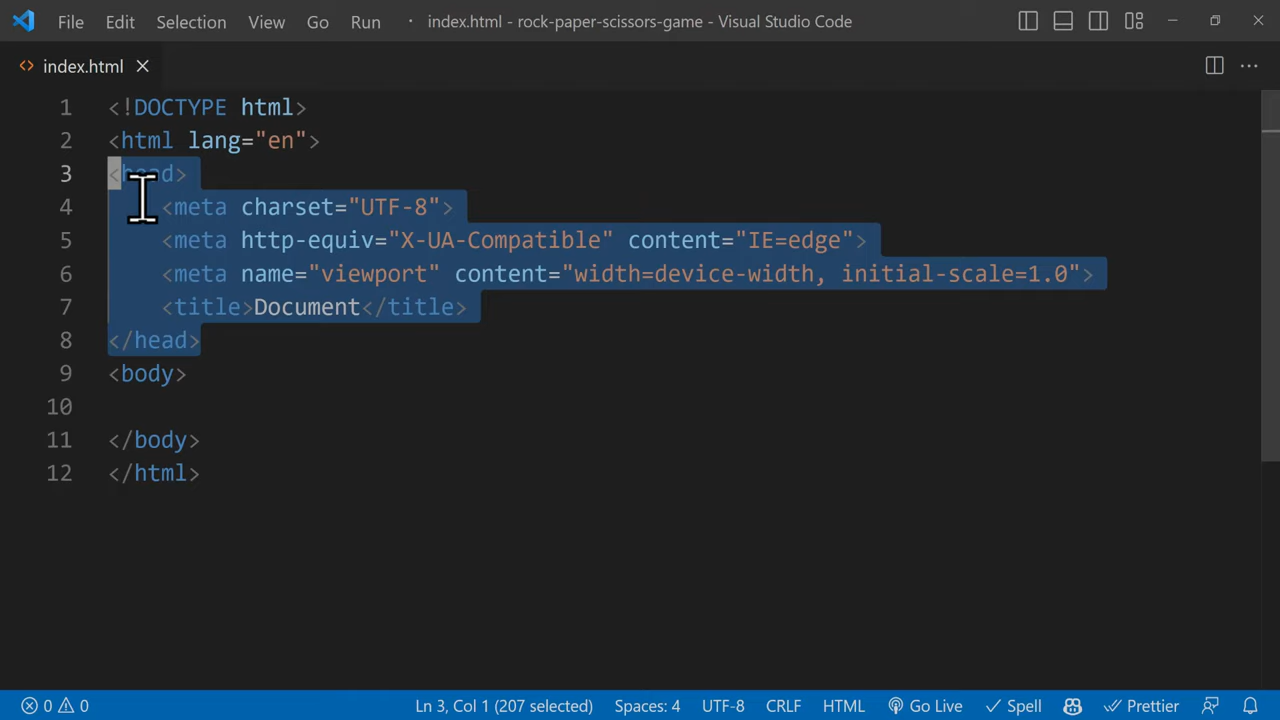 File Edit Selection View Go Run index.html - rock-paper-scissors-game - Visual Studio Code
index.html
1 <!DOCTYPE html>
2 <html lang="en">
3 <head>
4 <meta charset="UTF-8">
5 <meta http-equiv="X-UA-Compatible" content="IE=edge">
6 <meta name="viewport" content="width=device-width, initial-scale=1.0">
7 <title>Document</title>
8 </head>
9 <body>
10
11 </body>
12 </html>
0 0 Ln 3, Col 1 (207 selected) Spaces: 4 UTF-8 CRLF HTML Go Live Spell Prettier